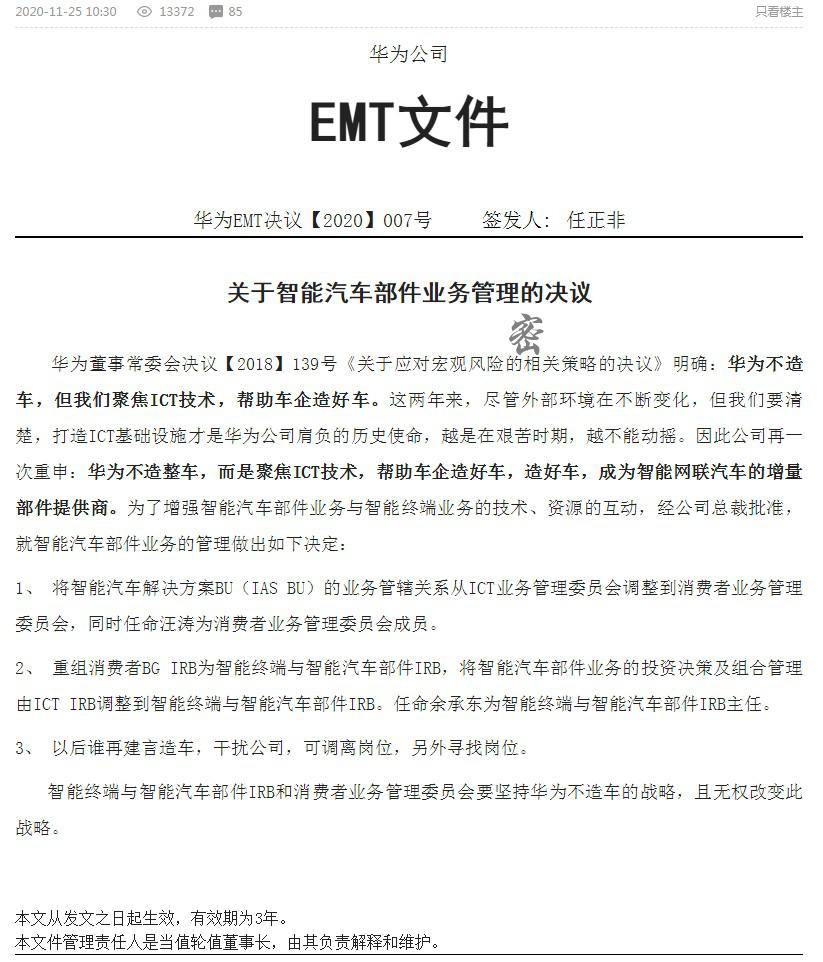 2020-11-25 10:30 13372 85 只看楼主
华为公司
EMT文件
华为EMT决议【2020】007号 签发人: 任正非
关于智能汽车部件业务管理的决议
密
华为董事常委会决议【2018】139号《关于应对宏观风险的相关策略的决议》明确：华为不造
车，但我们聚焦ICT技术，帮助车企造好车。这两年来，尽管外部环境在不断变化，但我们要清
楚，打造ICT基础设施才是华为公司肩负的历史使命，越是在艰苦时期，越不能动摇。因此公司再一
次重申：华为不造整车，而是聚焦ICT技术，帮助车企造好车，造好车，成为智能网联汽车的增量
部件提供商。为了增强智能汽车部件业务与智能终端业务的技术、资源的互动，经公司总裁批准，
就智能汽车部件业务的管理做出如下决定：
1、 将智能汽车解决方案BU（IAS BU）的业务管辖关系从ICT业务管理委员会调整到消费者业务管理
委员会，同时任命汪涛为消费者业务管理委员会成员。
2、 重组消费者BG IRB为智能终端与智能汽车部件IRB，将智能汽车部件业务的投资决策及组合管理
由ICT IRB调整到智能终端与智能汽车部件IRB。任命余承东为智能终端与智能汽车部件IRB主任。
3、 以后谁再建言造车，干扰公司，可调离岗位，另外寻找岗位。
智能终端与智能汽车部件IRB和消费者业务管理委员会要坚持华为不造车的战略，且无权改变此
战略。
本文从发文之日起生效，有效期为3年。
本文件管理责任人是当值轮值董事长，由其负责解释和维护。